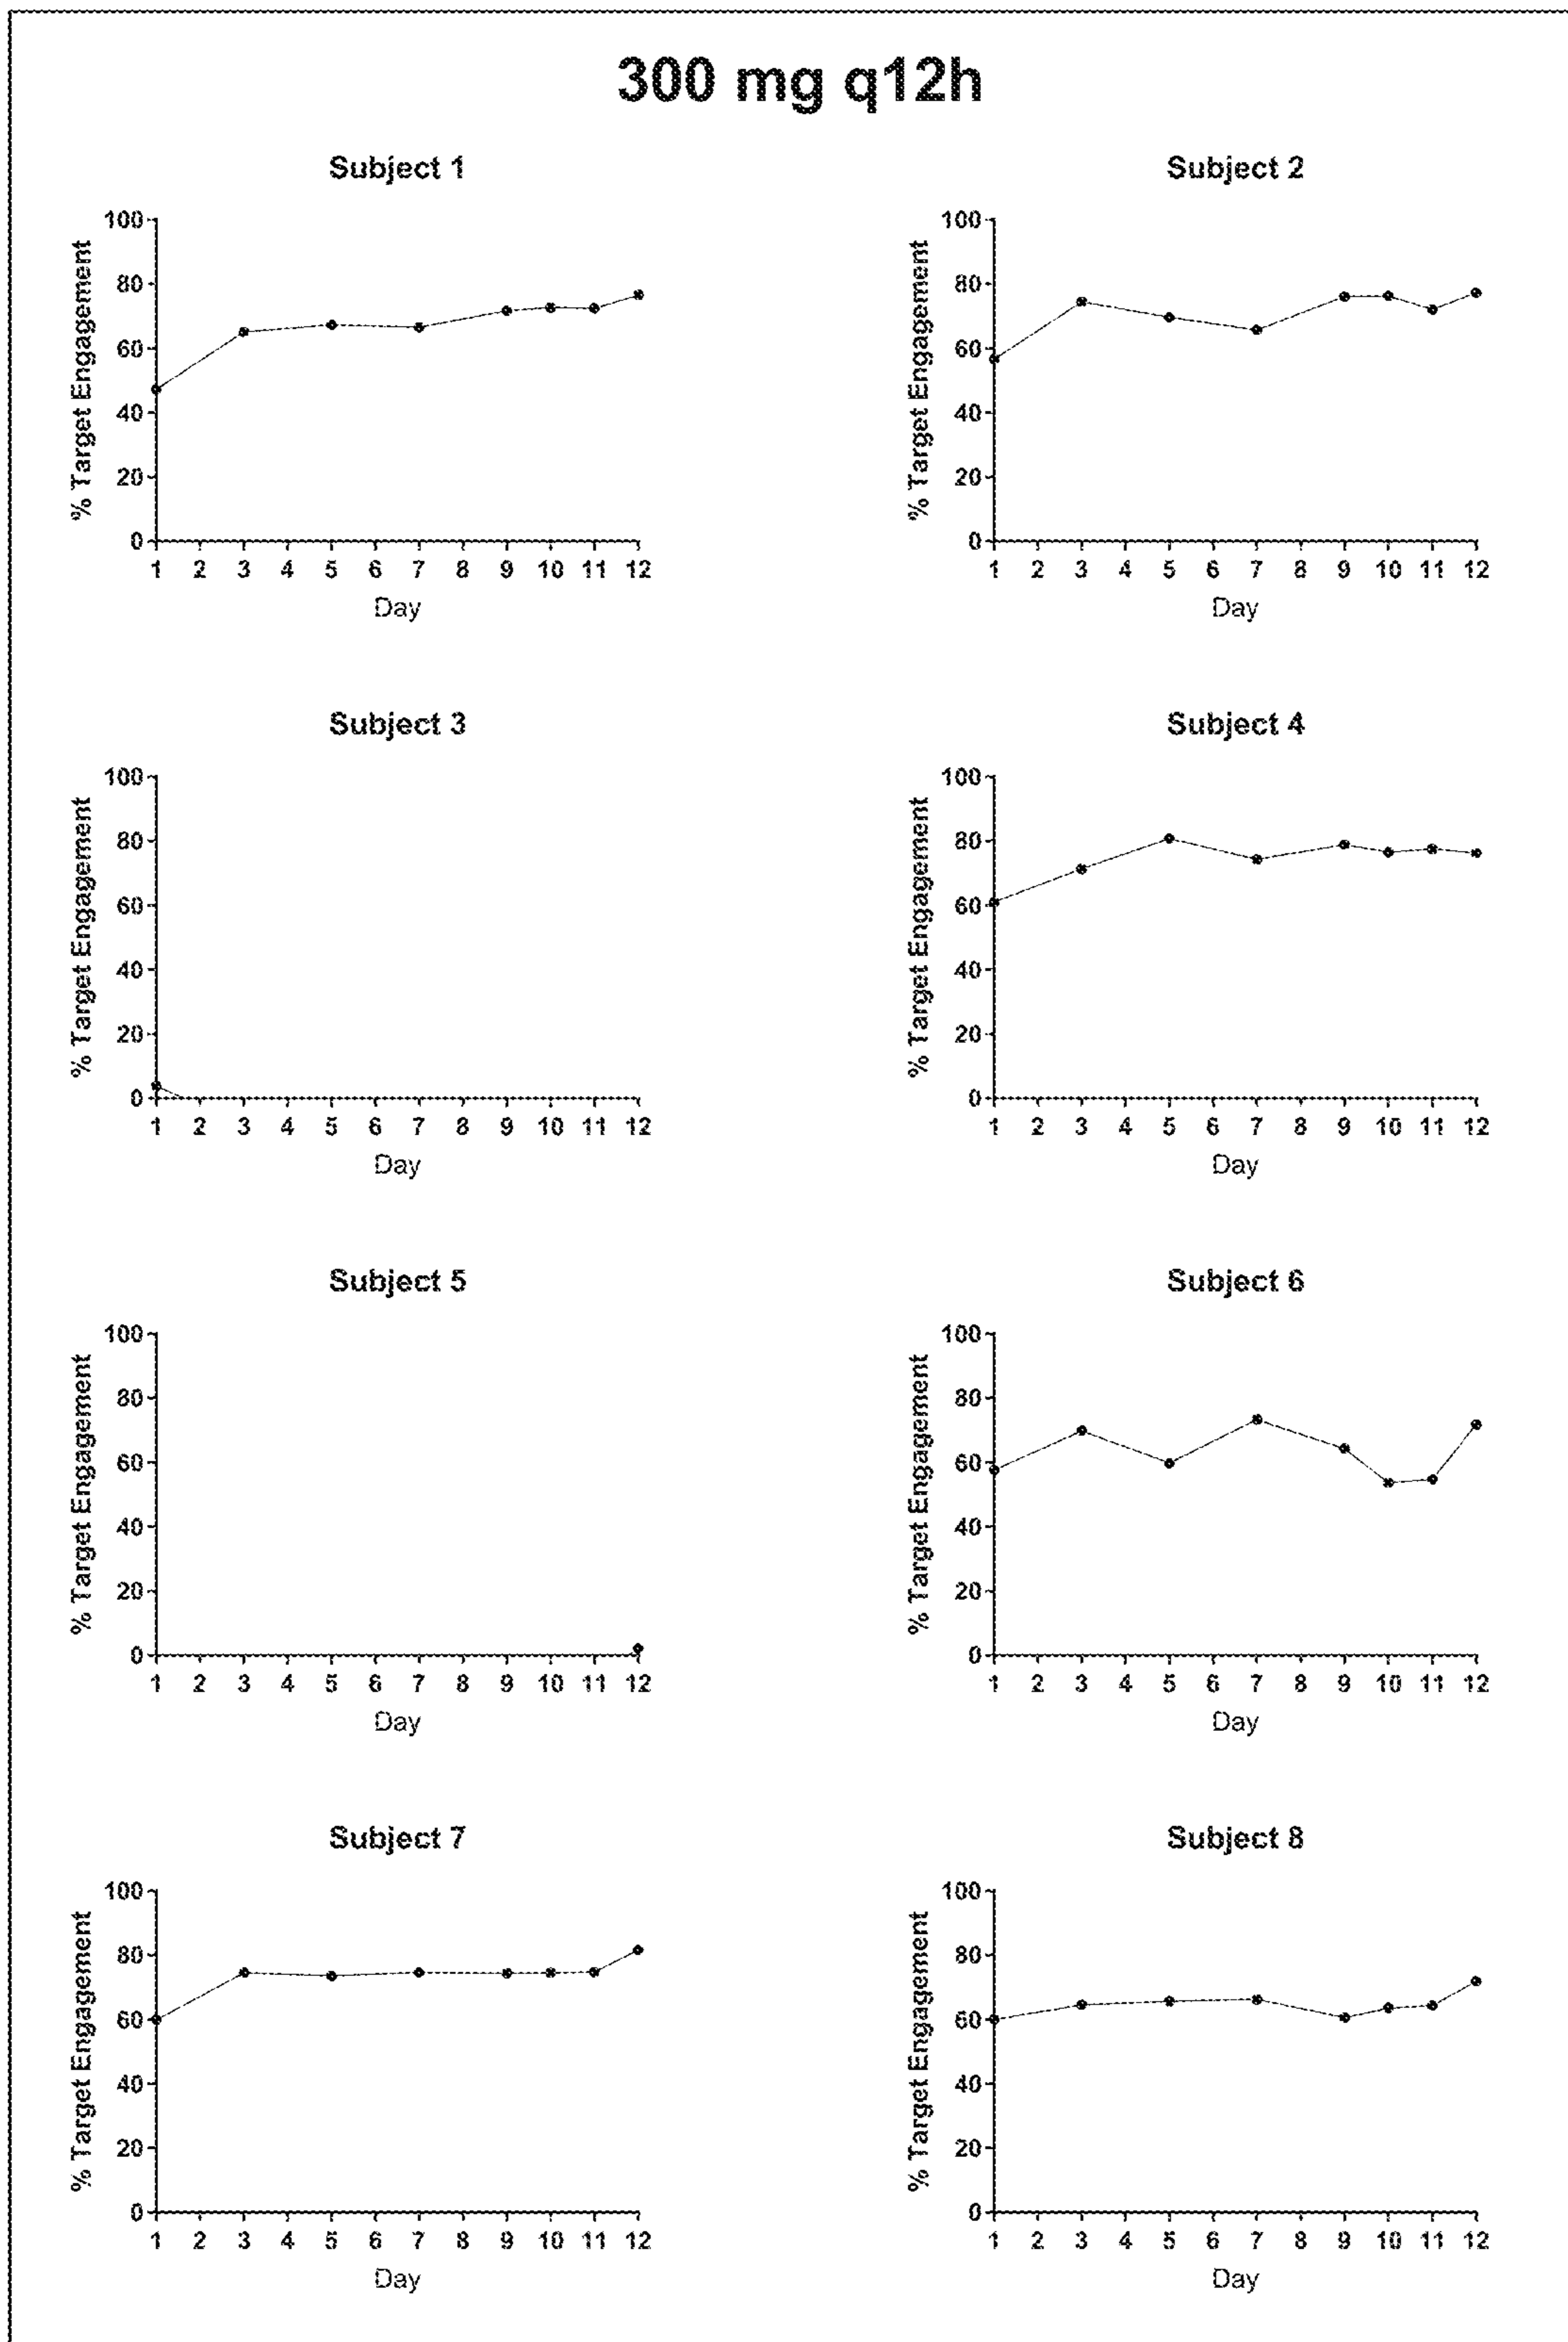 300 mg q12h
Subject 1
% Target Engagement
100
80
60
40
20
0
1 2 3 4 5 6 7 8 9 10 11 12
Day
Subject 2
% Target Engagement
100
80
60
40
20
0
1 2 3 4 5 6 7 8 9 10 11 12
Day
Subject 3
% Target Engagement
100
80
60
40
20
0
1 2 3 4 5 6 7 8 9 10 11 12
Day
Subject 4
% Target Engagement
100
80
60
40
20
0
1 2 3 4 5 6 7 8 9 10 11 12
Day
Subject 5
% Target Engagement
100
80
60
40
20
0
1 2 3 4 5 6 7 8 9 10 11 12
Day
Subject 6
% Target Engagement
100
80
60
40
20
0
1 2 3 4 5 6 7 8 9 10 11 12
Day
Subject 7
% Target Engagement
100
80
60
40
20
0
1 2 3 4 5 6 7 8 9 10 11 12
Day
Subject 8
% Target Engagement
100
80
60
40
20
0
1 2 3 4 5 6 7 8 9 10 11 12
Day